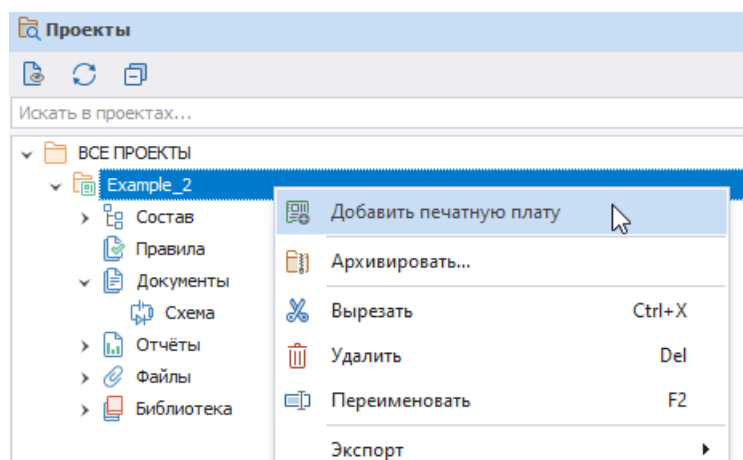 Проекты
Искать в проектах...
ВСЕ ПРОЕКТЫ
Example_2
Состав
Правила
Документы
Схема
Отчёты
Файлы
Библиотека
Добавить печатную плату
Архивировать...
Вырезать Ctrl+X
Удалить Del
Переименовать F2
Экспорт